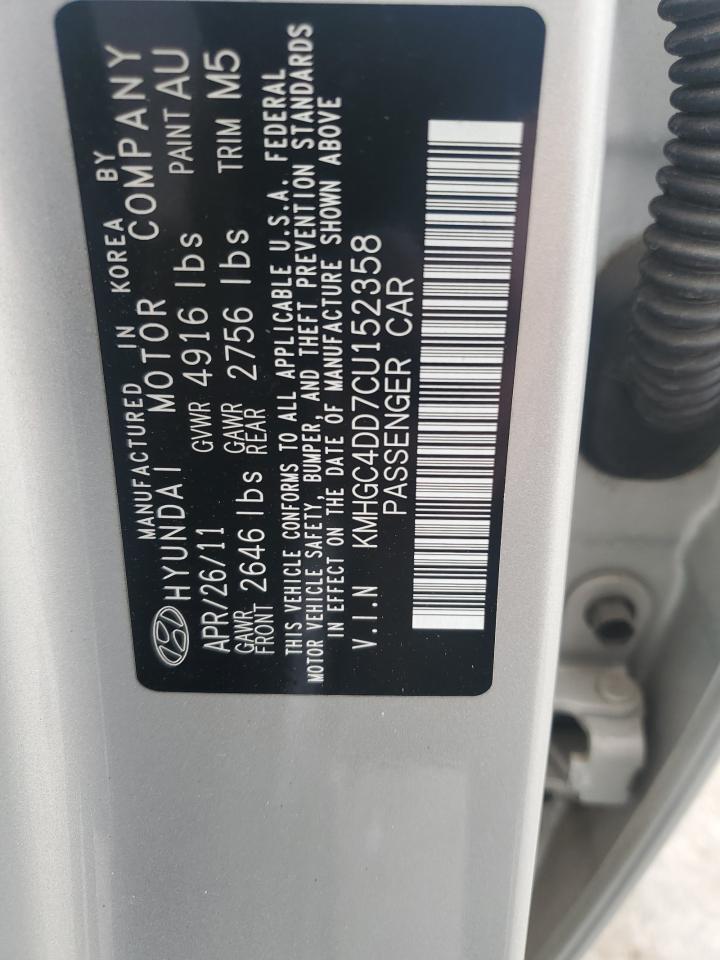 MANUFACTURED IN KOREA BY
HYUNDAI MOTOR COMPANY
APR/26/11 GVWR 4916 lbs PAINT AU
GAWR FRONT 2646 lbs GAWR REAR 2756 lbs TRIM M5
THIS VEHICLE CONFORMS TO ALL APPLICABLE U.S.A. FEDERAL
MOTOR VEHICLE SAFETY, BUMPER, AND THEFT PREVENTION STANDARDS
IN EFFECT ON THE DATE OF MANUFACTURE SHOWN ABOVE
V.I.N KMHGC4DD7CU152358
PASSENGER CAR